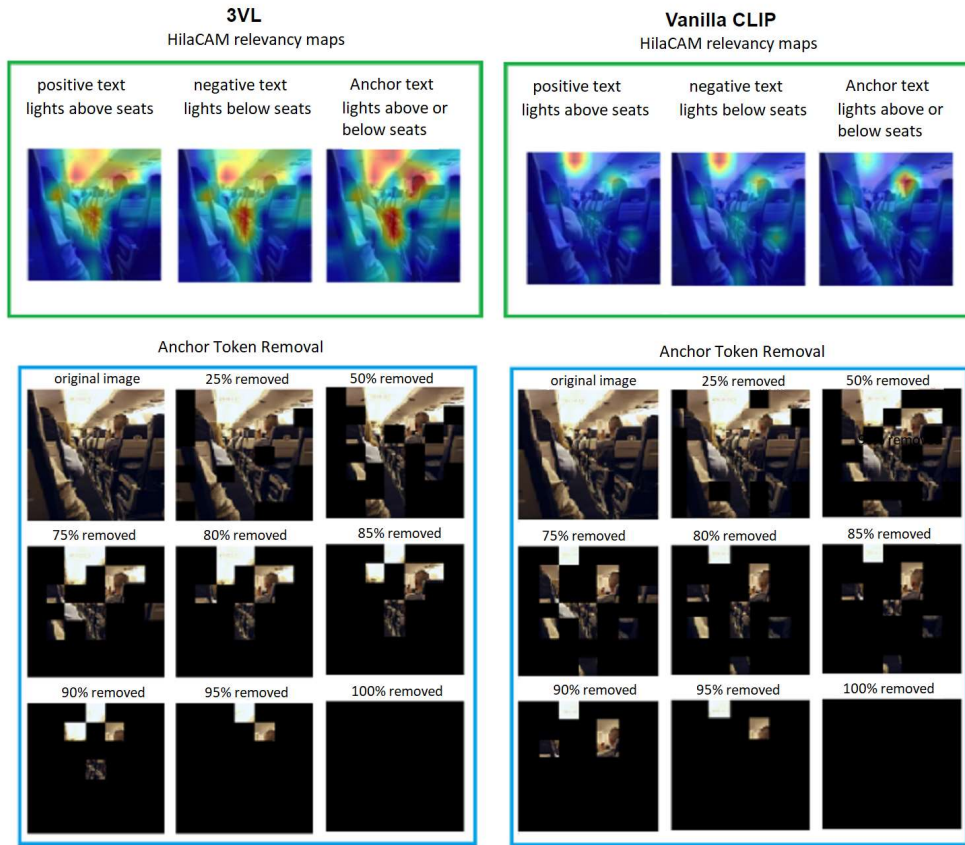 3VL
HilaCAM relevancy maps
positive text
lights above seats
negative text
lights below seats
Anchor text
lights above or
below seats
Anchor Token Removal
original image
25% removed
50% removed
75% removed
80% removed
85% removed
90% removed
95% removed
100% removed
Vanilla CLIP
HilaCAM relevancy maps
positive text
lights above seats
negative text
lights below seats
Anchor text
lights above or
below seats
Anchor Token Removal
original image
25% removed
50% removed
75% removed
80% removed
85% removed
90% removed
95% removed
100% removed